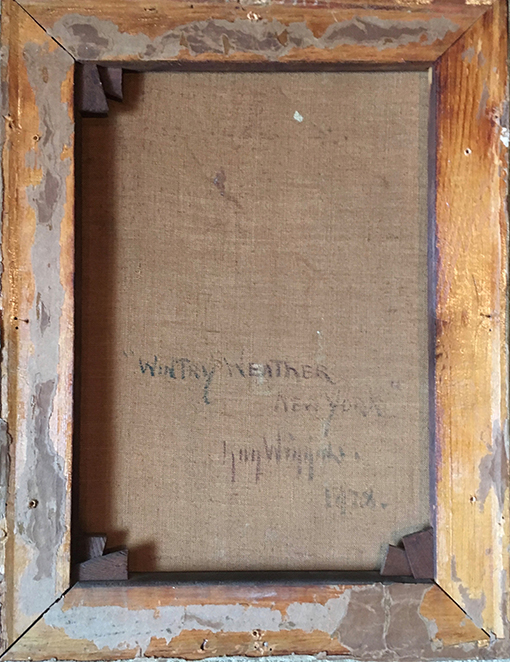 "WINTRY WEATHER
NEW YORK"
Guy Wiggins.
1928.